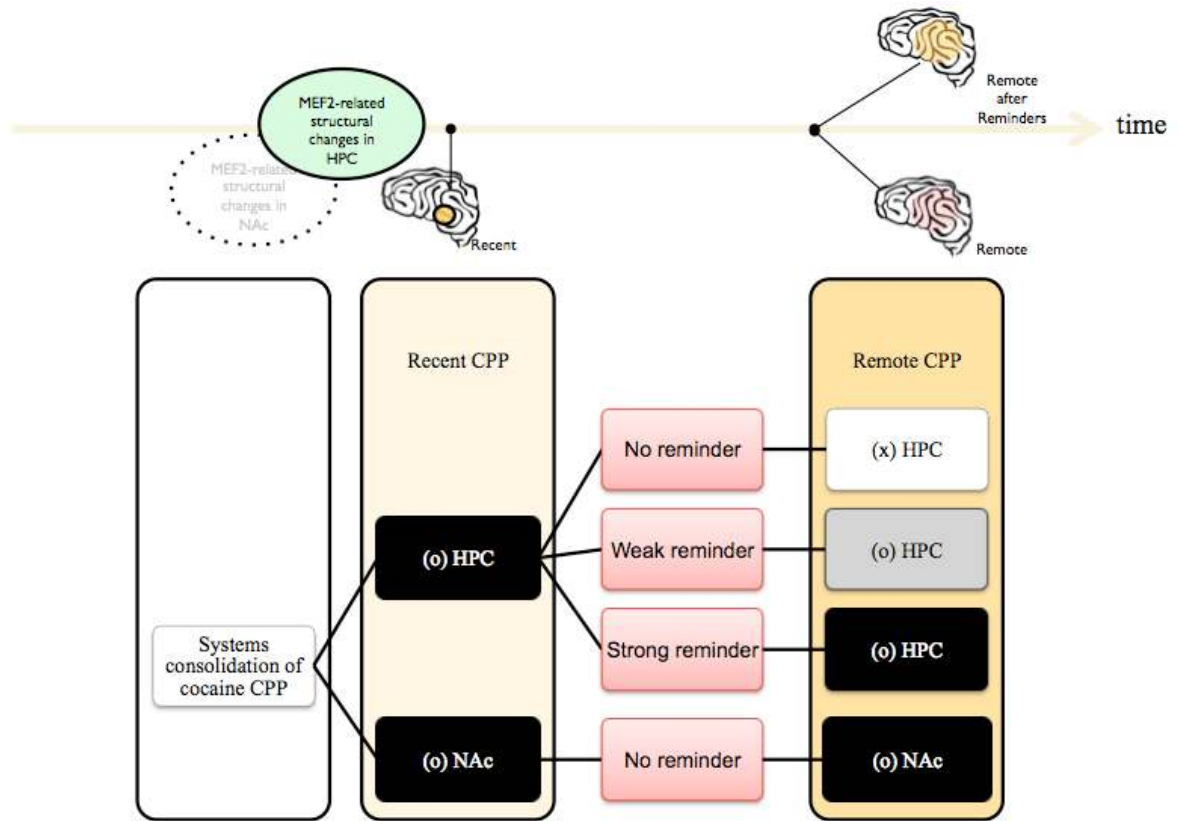 MEF2-related
structural
changes in
HPC
MEF2-related
structural
changes in
NAc
Recent
Remote
after
Reminders
time
Remote
Recent CPP
Remote CPP
No reminder
(x) HPC
(o) HPC
Weak reminder
(o) HPC
Systems
consolidation of
cocaine CPP
Strong reminder
(o) HPC
(o) NAc
No reminder
(o) NAc